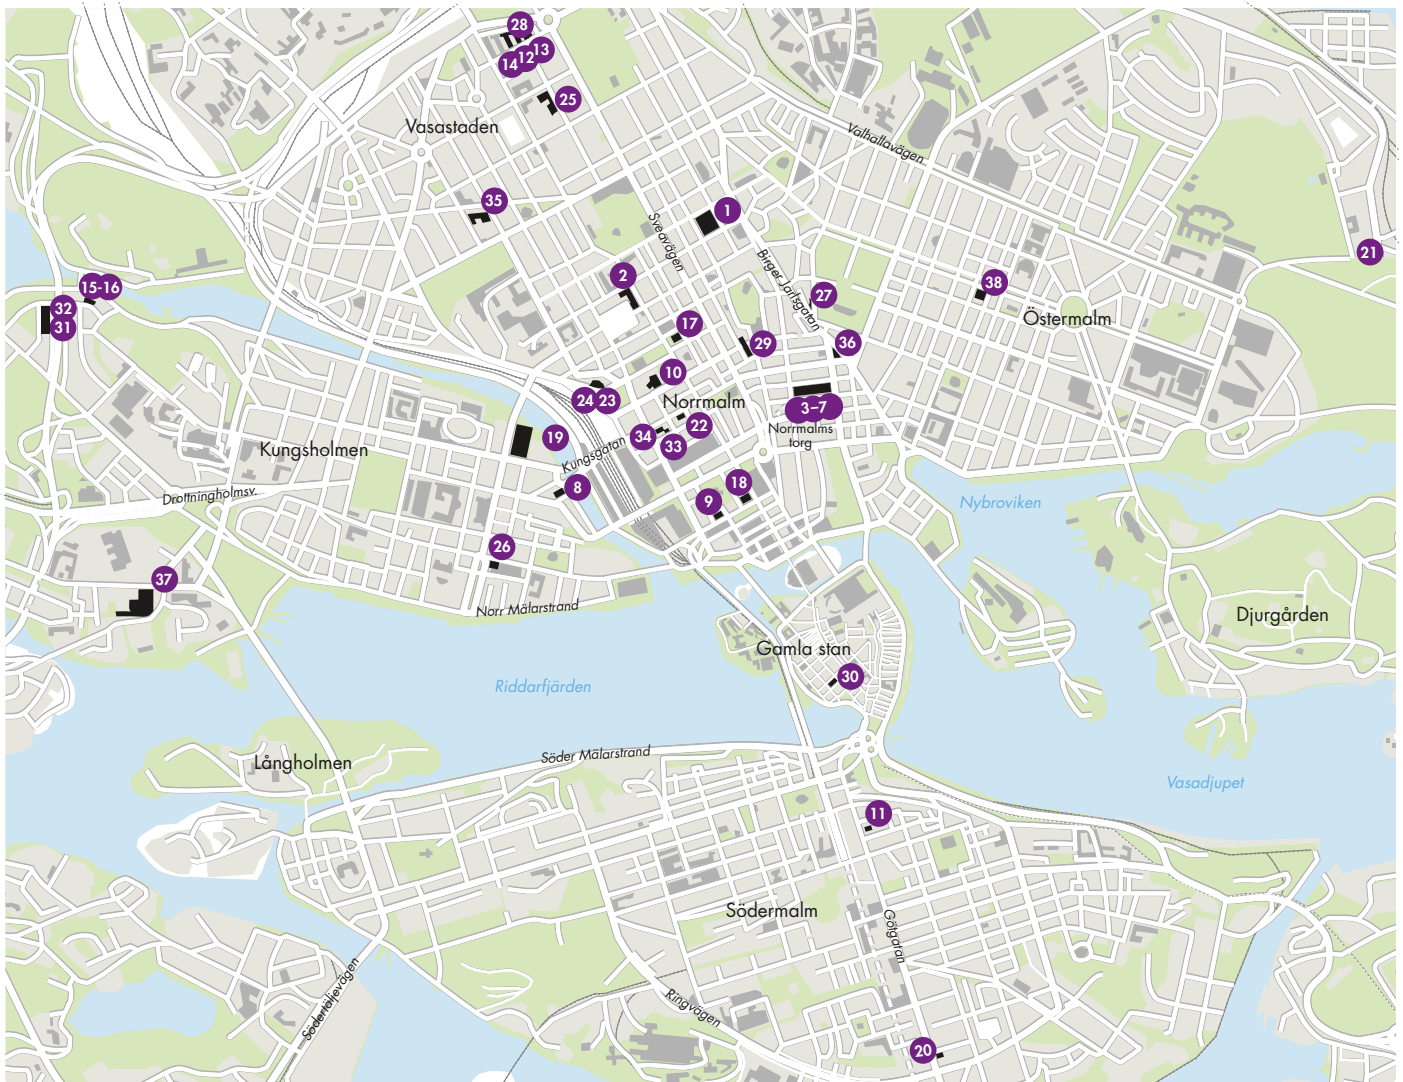 28
13
12
14
25
Vasastaden
Valhallavägen
35
1
Sveavägen
Birger Jarlsgatan
21
2
15-16
27
38
32
31
17
Östermalm
29
36
10
24 23
Norrmalm
3–7
22
Norrmalms
torg
34
33
19
Kungsholmen
Kungsgatan
8
18
9
Drottningholmsv.
Nybroviken
26
37
Norr Mälarstrand
Djurgården
Gamla stan
30
Riddarfjärden
Söder Mälarstrand
Långholmen
Vasadjupet
11
Södermalm
Götgatan
Södertäljevägen
Ringvägen
20